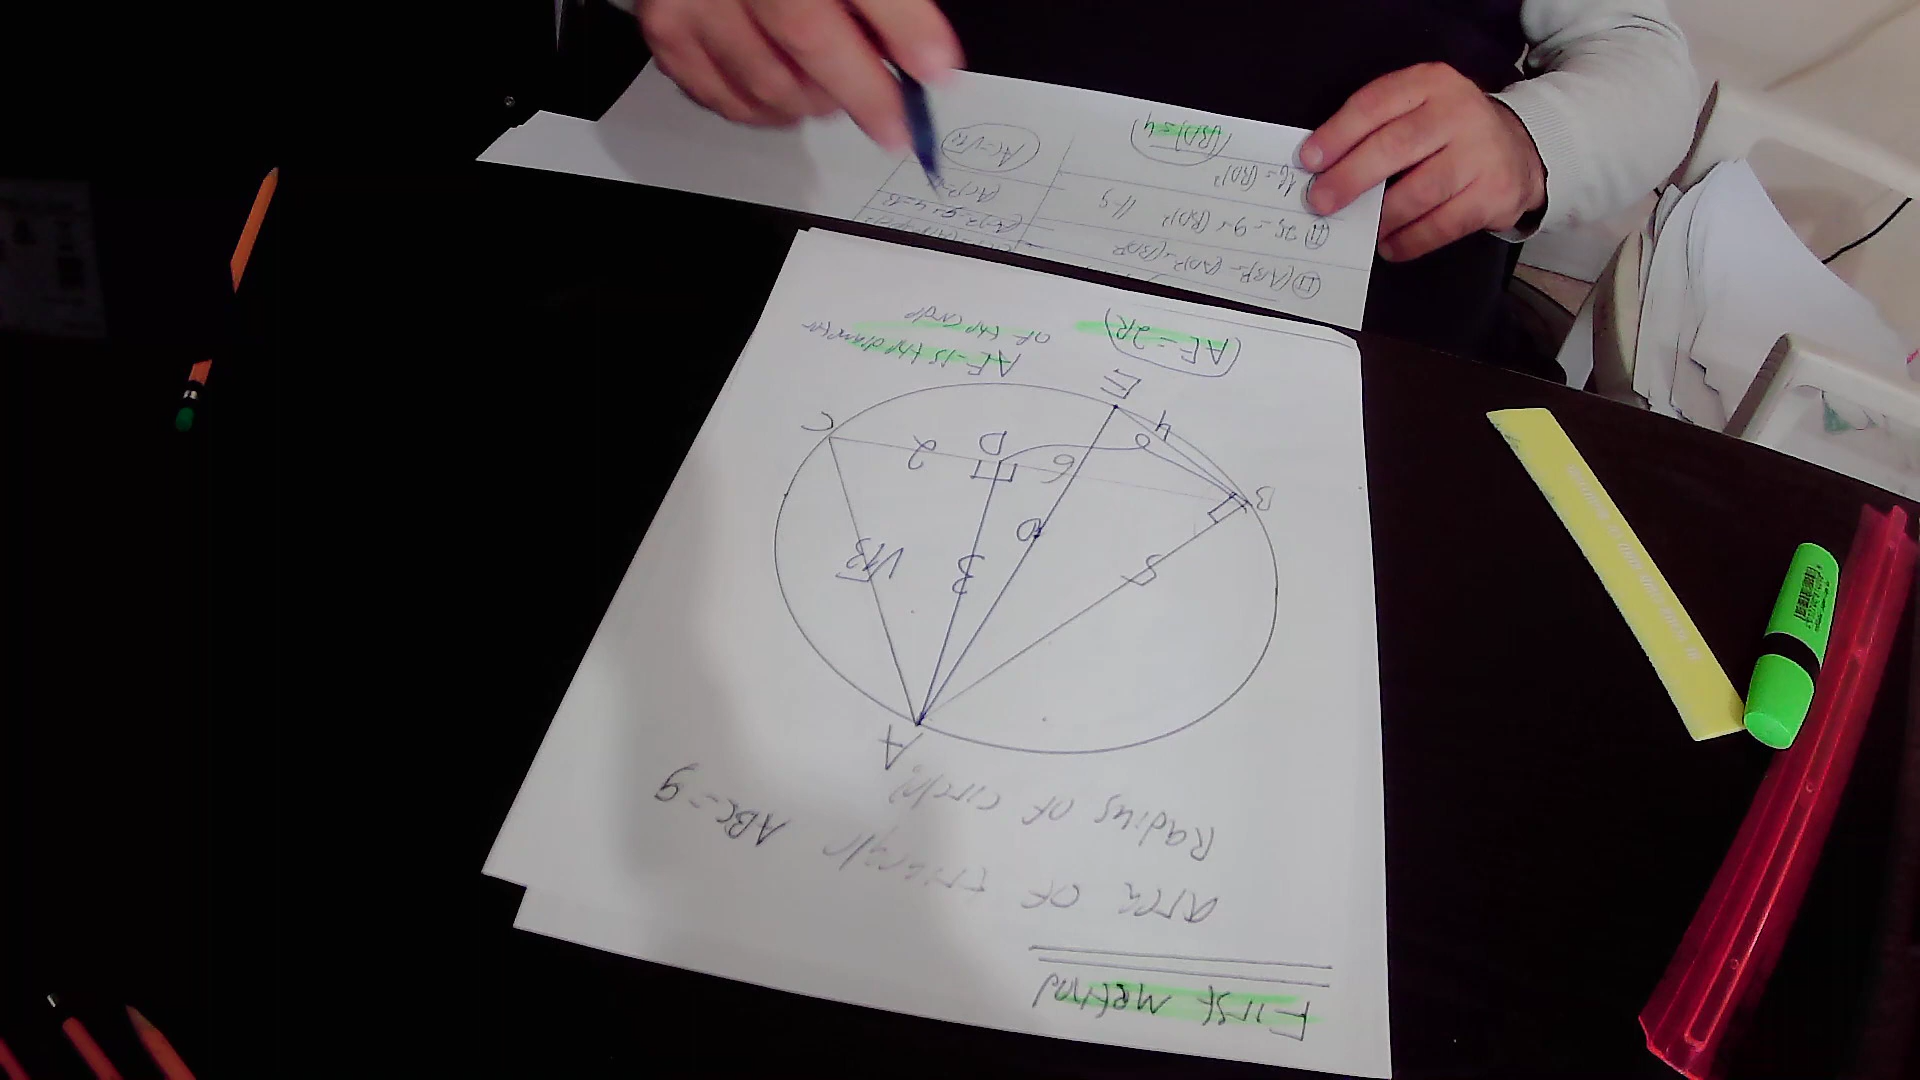 First method
area of triangle ABC = 9
Radius of circle?
A
5
3
√13
O
B
6
D
2
C
4
E
AE = 2R
AE - is the diameter
of the circle
(AB)² = (AD)² + (BD)²
25 = 9 + (BD)²
16 = (BD)²
(BD) = 4